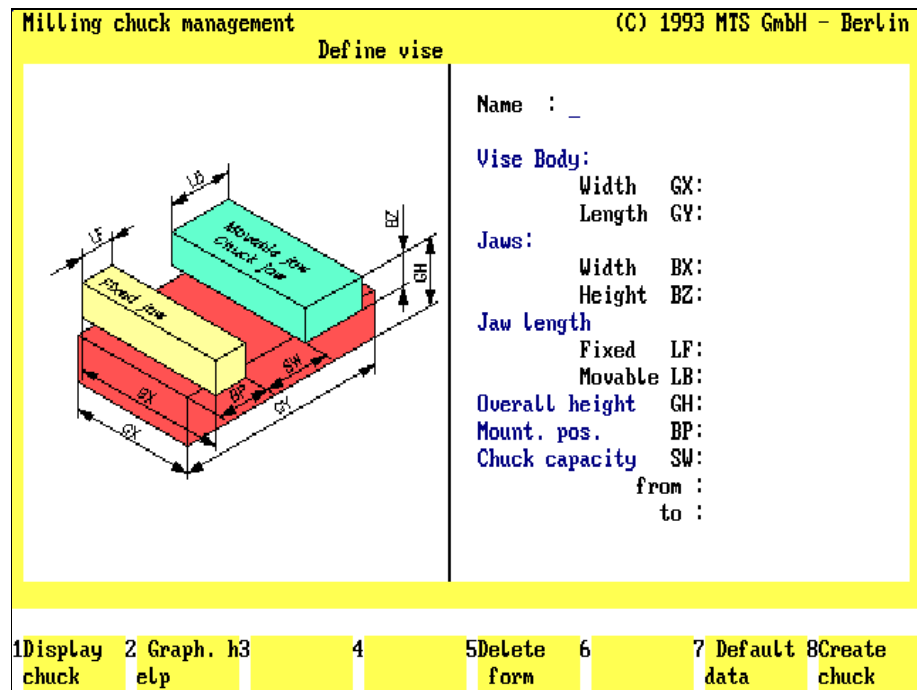 Milling chuck management (C) 1993 MTS GmbH - Berlin
Define vise
Name : _
Vise Body:
Width GX:
Length GY:
Jaws:
Width BX:
Height BZ:
Jaw length
Fixed LF:
Movable LB:
Overall height GH:
Mount. pos. BP:
Chuck capacity SW:
from :
to :
LB
LF
BZ
GH
Movable jaw
Chuck jaw
Fixed jaw
SW
BP
BX
GY
GX
1Display 2 Graph. h3 4 5Delete 6 7 Default 8Create
chuck elp form data chuck